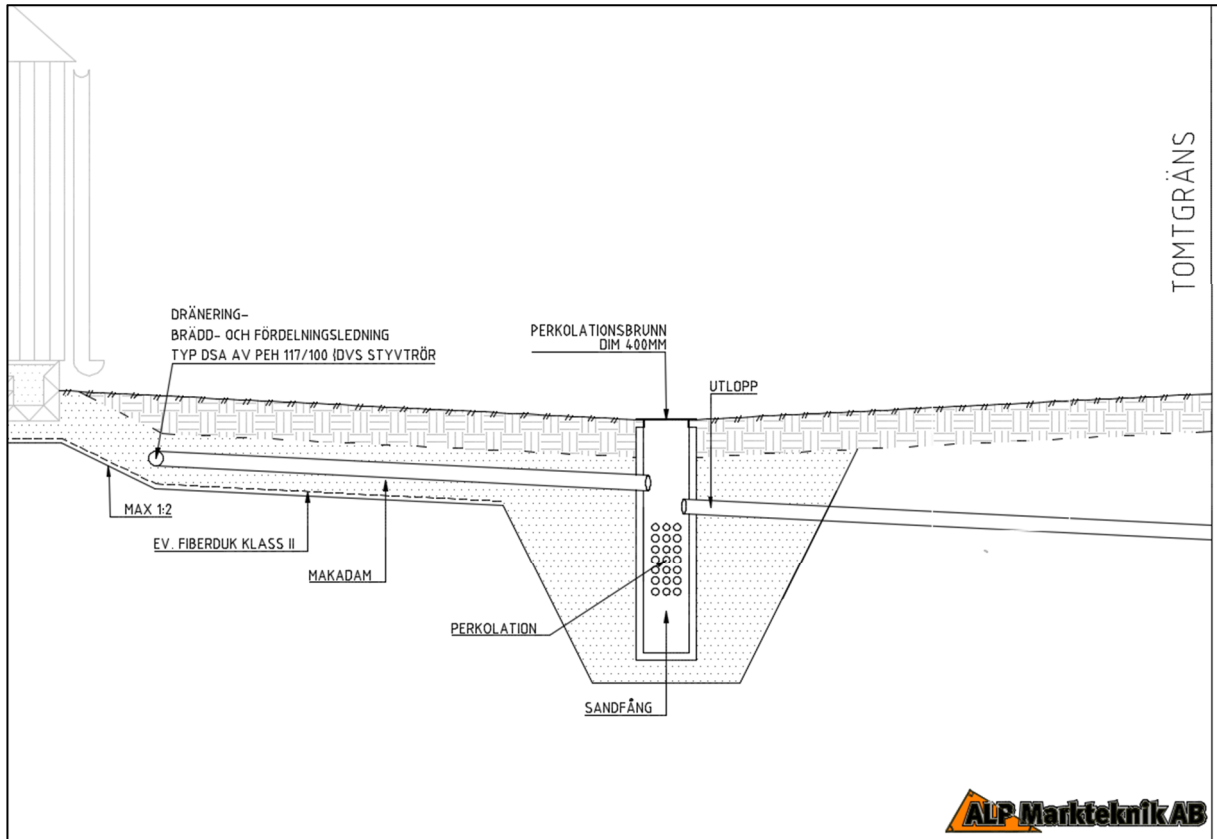 TOMTGRÄNS
DRÄNERING-
BRÄDD- OCH FÖRDELNINGSLEDNING
TYP DSA AV PEH 117/100 (DVS STYVTRÖR
PERKOLATIONSBRUNN
DIM 400MM
UTLOPP
MAX 1:2
EV. FIBERDUK KLASS II
MAKADAM
PERKOLATION
SANDFÅNG
ALP Markteknik AB